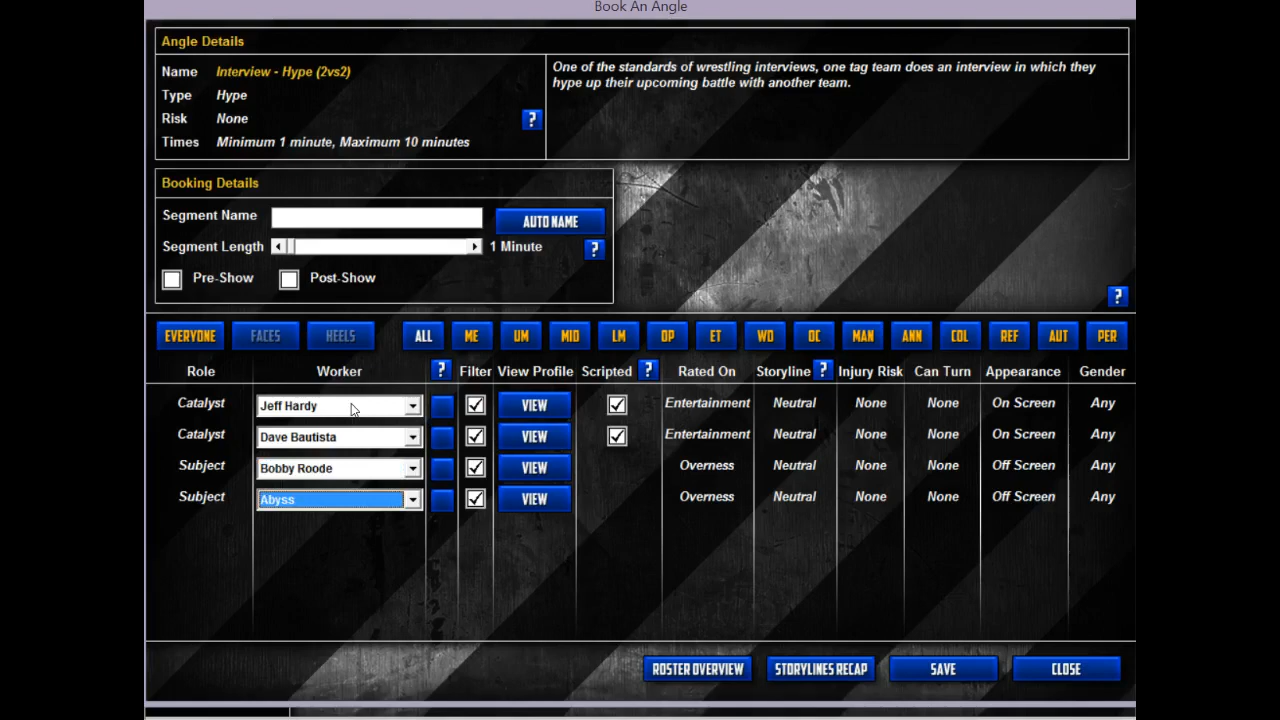 Book An Angle
Angle Details
Name Interview - Hype (2vs2)
Type Hype
Risk None
?
Times Minimum 1 minute, Maximum 10 minutes
One of the standards of wrestling interviews, one tag team does an interview in which they
hype up their upcoming battle with another team.
Booking Details
Segment Name AUTO NAME
Segment Length 1 Minute ?
Pre-Show Post-Show
?
EVERYONE FACES HEELS ALL ME UM MID LM OP ET WD OC MAN ANN COL REF AUT PER
Role Worker ? Filter View Profile Scripted ? Rated On Storyline ? Injury Risk Can Turn Appearance Gender
Catalyst Jeff Hardy VIEW Entertainment Neutral None None On Screen Any
Catalyst Dave Bautista VIEW Entertainment Neutral None None On Screen Any
Subject Bobby Roode VIEW Overness Neutral None None Off Screen Any
Subject Abyss VIEW Overness Neutral None None Off Screen Any
ROSTER OVERVIEW STORYLINES RECAP SAVE CLOSE